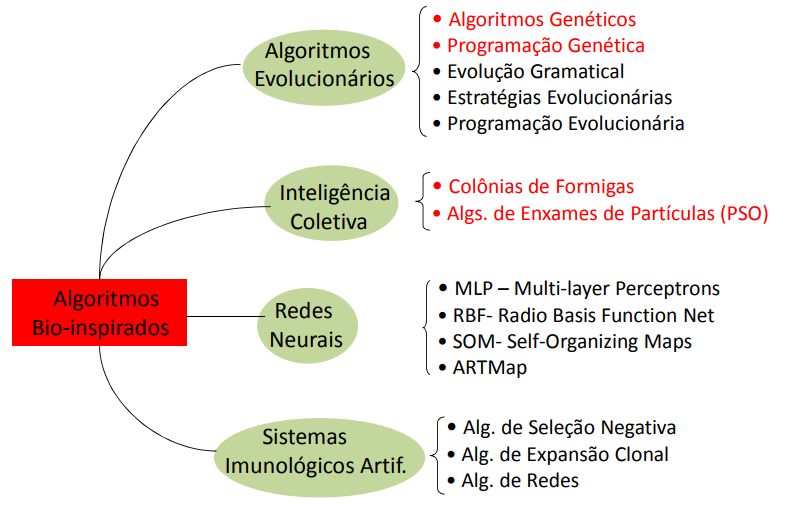 Algoritmos
Evolucionários
• Algoritmos Genéticos
• Programação Genética
• Evolução Gramatical
• Estratégias Evolucionárias
• Programação Evolucionária
Inteligência
Coletiva
• Colônias de Formigas
• Algs. de Enxames de Partículas (PSO)
Algoritmos
Bio-inspirados
Redes
Neurais
• MLP – Multi-layer Perceptrons
• RBF- Radio Basis Function Net
• SOM- Self-Organizing Maps
• ARTMap
Sistemas
Imunológicos Artif.
• Alg. de Seleção Negativa
• Alg. de Expansão Clonal
• Alg. de Redes